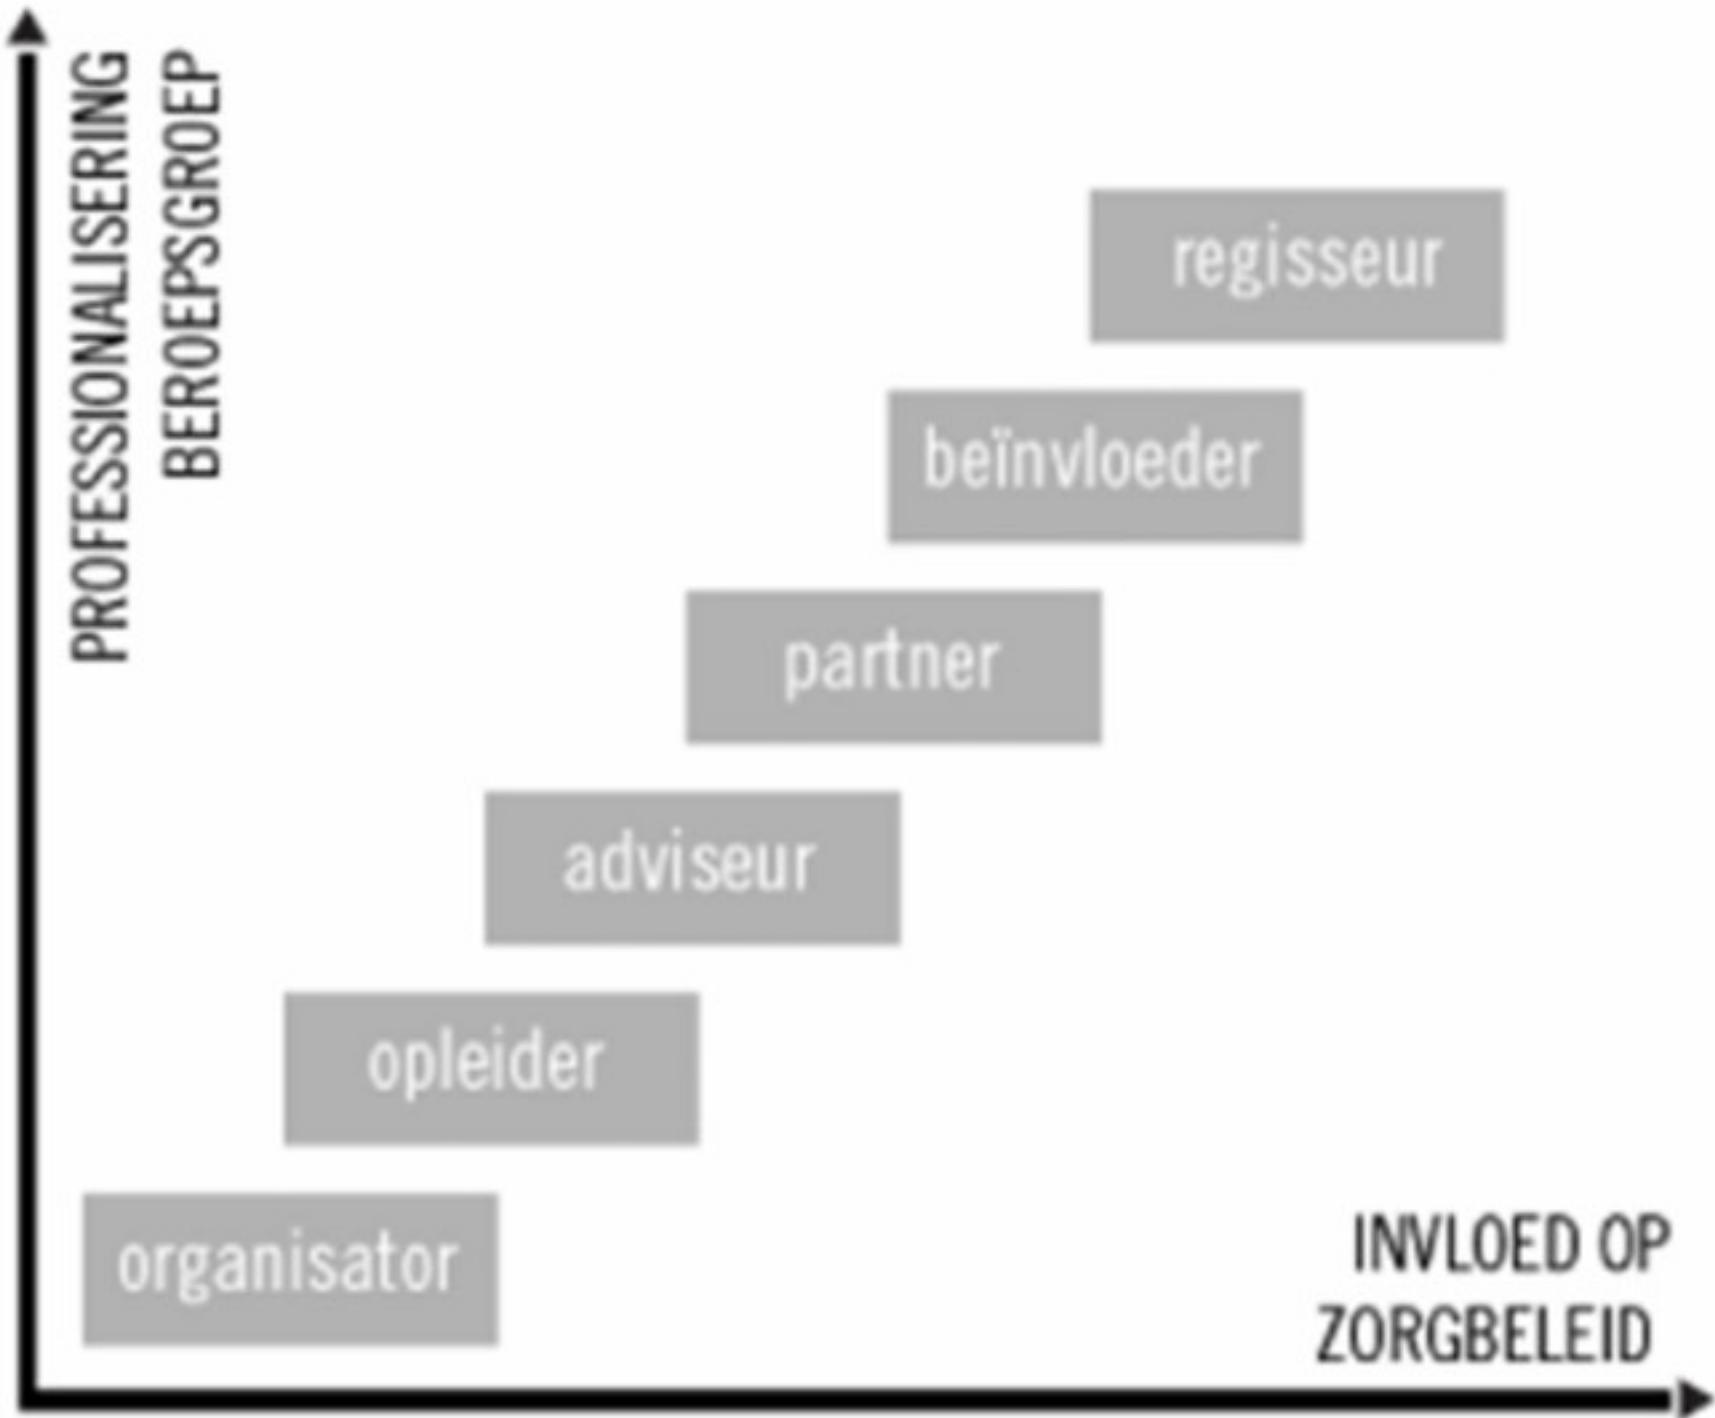 PROFESSIONALISERING
BEROEPSGROEP
regisseur
beïnvloeder
partner
adviseur
opleider
organisator
INVLOED OP
ZORGBELEID